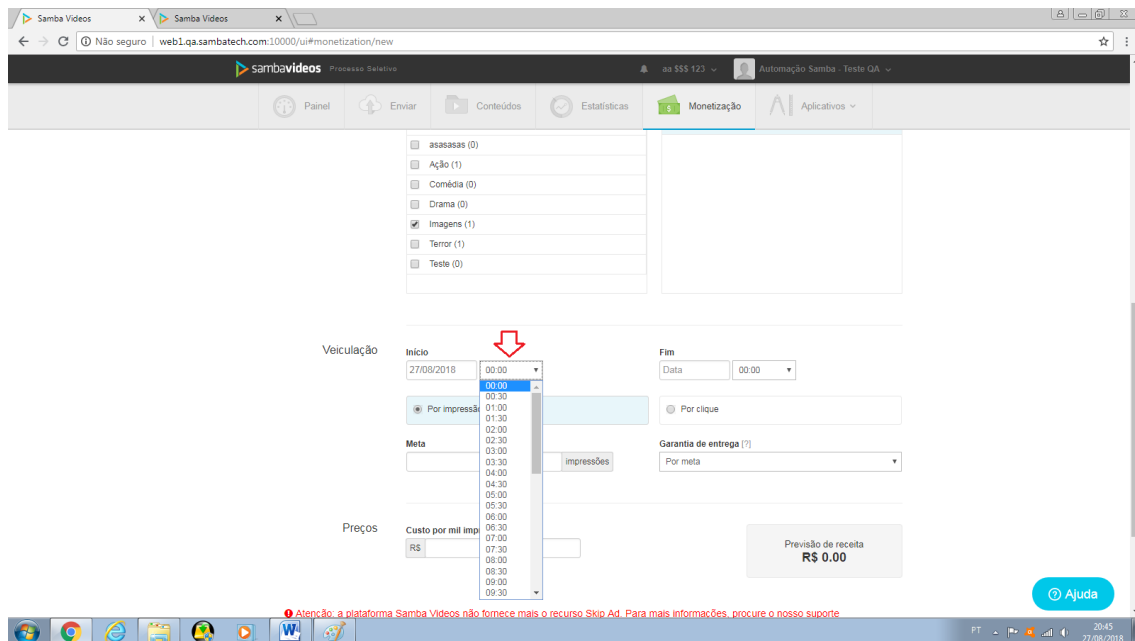 Samba Videos
Samba Videos
Não seguro | web1.qa.sambatech.com:10000/ui#monetization/new
sambavideos Processo Seletivo
aa $$$ 123
Automação Samba - Teste QA
Painel
Enviar
Conteúdos
Estatísticas
Monetização
Aplicativos
asasasas (0)
Ação (1)
Comédia (0)
Drama (0)
Imagens (1)
Terror (1)
Teste (0)
Veiculação
Início
27/08/2018
00:00
Fim
Data
00:00
00:00
00:30
01:00
01:30
02:00
02:30
03:00
03:30
04:00
04:30
05:00
05:30
06:00
06:30
07:00
07:30
08:00
08:30
09:00
09:30
Por impressã
Por clique
Meta
impressões
Garantia de entrega [?]
Por meta
Preços
Custo por mil imp
R$
Previsão de receita
R$ 0.00
Ajuda
Atenção: a plataforma Samba Videos não fornece mais o recurso Skip Ad. Para mais informações, procure o nosso suporte
PT
20:45
27/08/2018